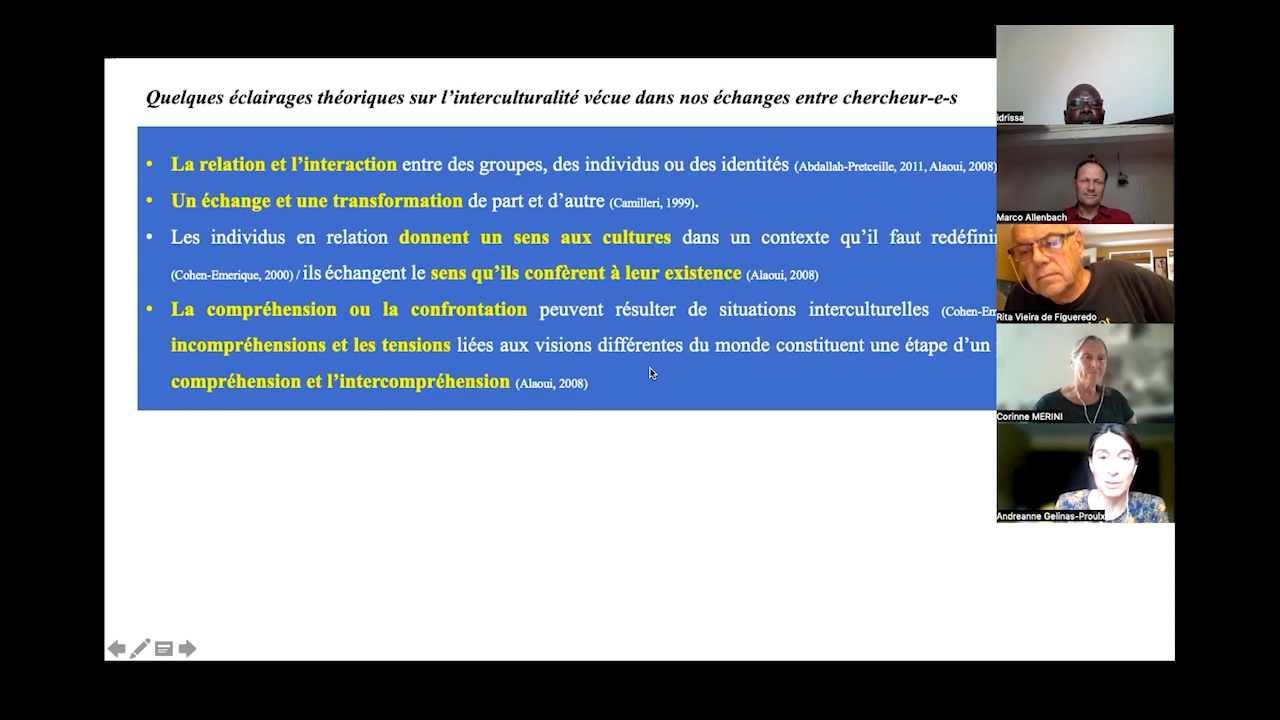 Quelques éclairages théoriques sur l'interculturalité vécue dans nos échanges entre chercheur-e-s
• La relation et l'interaction entre des groupes, des individus ou des identités (Abdallah-Pretceille, 2011, Alaoui, 2008)
• Un échange et une transformation de part et d'autre (Camilleri, 1999).
• Les individus en relation donnent un sens aux cultures dans un contexte qu'il faut
(Cohen-Emerique, 2000) / ils échangent le sens qu'ils confèrent à leur existence (Alaoui, 2008)
• La compréhension ou la confrontation peuvent résulter de situations interculturelles
incompréhensions et les tensions liées aux visions différentes du monde constituent une étape d'un
compréhension et l'intercompréhension (Alaoui, 2008)
idrissa
Marco Allenbach
Rita Vieira de Figueredo
Corinne MERINI
Andreanne Gelinas-Proulx